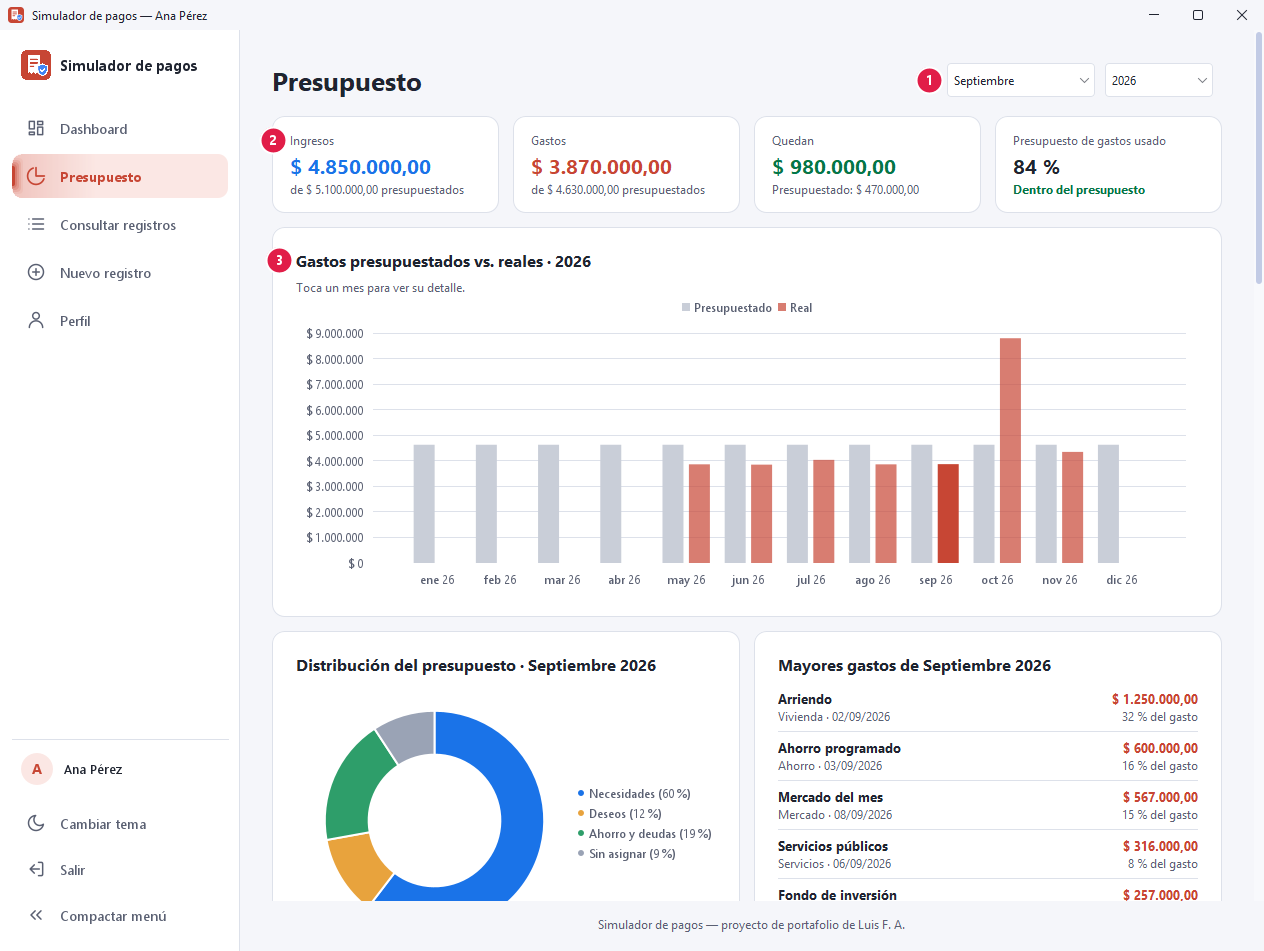 Simulador de pagos — Ana Pérez
Simulador de pagos
Dashboard
Presupuesto
Consultar registros
Nuevo registro
Perfil
A Ana Pérez
Cambiar tema
Salir
Compactar menú
Presupuesto
1 Septiembre 2026
2 Ingresos
$ 4.850.000,00
de $ 5.100.000,00 presupuestados
Gastos
$ 3.870.000,00
de $ 4.630.000,00 presupuestados
Quedan
$ 980.000,00
Presupuestado: $ 470.000,00
Presupuesto de gastos usado
84 %
Dentro del presupuesto
3 Gastos presupuestados vs. reales · 2026
Toca un mes para ver su detalle.
Presupuestado Real
$ 9.000.000
$ 8.000.000
$ 7.000.000
$ 6.000.000
$ 5.000.000
$ 4.000.000
$ 3.000.000
$ 2.000.000
$ 1.000.000
$ 0
ene 26 feb 26 mar 26 abr 26 may 26 jun 26 jul 26 ago 26 sep 26 oct 26 nov 26 dic 26
Distribución del presupuesto · Septiembre 2026
Necesidades (60 %)
Deseos (12 %)
Ahorro y deudas (19 %)
Sin asignar (9 %)
Mayores gastos de Septiembre 2026
Arriendo $ 1.250.000,00
Vivienda · 02/09/2026 32 % del gasto
Ahorro programado $ 600.000,00
Ahorro · 03/09/2026 16 % del gasto
Mercado del mes $ 567.000,00
Mercado · 08/09/2026 15 % del gasto
Servicios públicos $ 316.000,00
Servicios · 06/09/2026 8 % del gasto
Fondo de inversión $ 257.000,00
Simulador de pagos — proyecto de portafolio de Luis F. A.